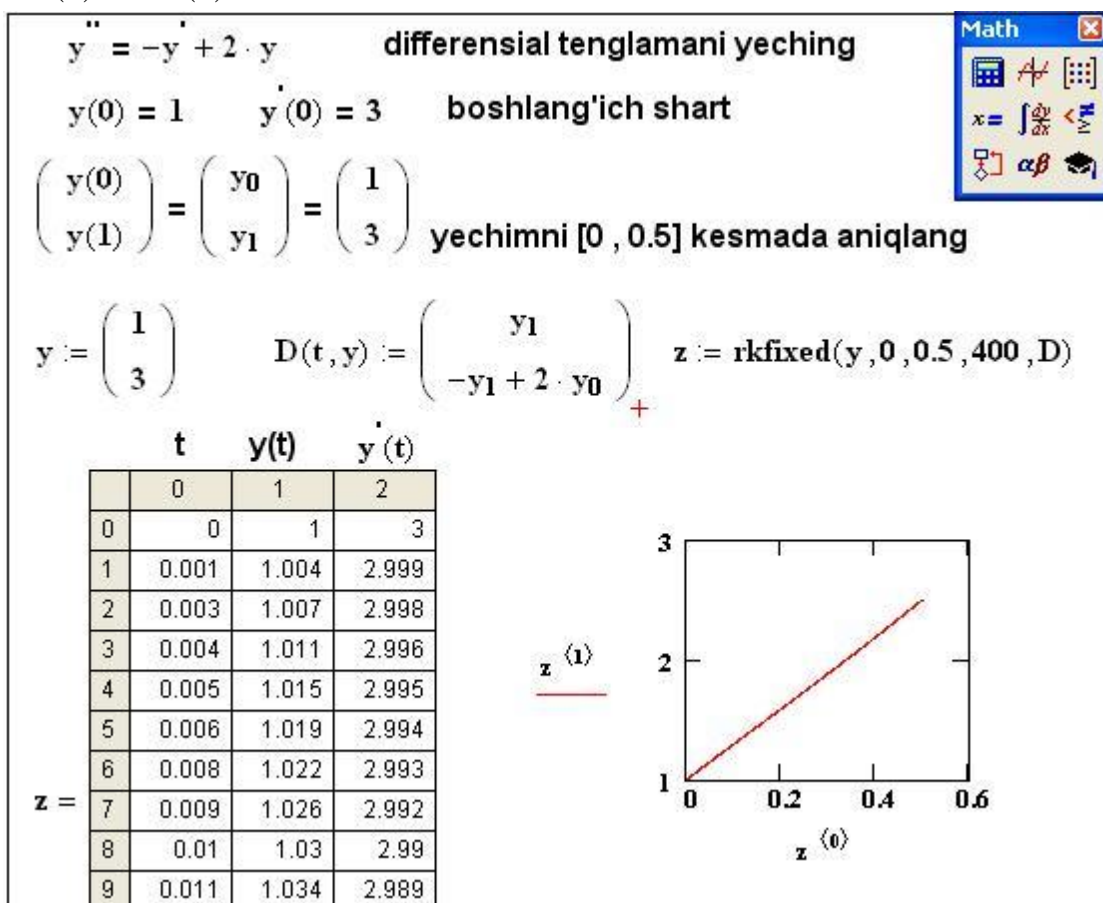 y'' = -y' + 2 · y differensial tenglamani yeching
y(0) = 1 y'(0) = 3 boshlang'ich shart
( y(0) ) = ( y0 ) = ( 1 )
( y(1) ) ( y1 ) ( 3 )
yechimni [0 , 0.5] kesmada aniqlang
Math
x= ∫ dy/dx <≠≥
αβ
y := ( 1 ) D(t, y) := ( y1 ) z := rkfixed(y , 0 , 0.5 , 400 , D)
( 3 ) ( -y1 + 2 · y0 )
t y(t) y'(t)
0 1 2
0 0 1 3
1 0.001 1.004 2.999
2 0.003 1.007 2.998
3 0.004 1.011 2.996
4 0.005 1.015 2.995
5 0.006 1.019 2.994
6 0.008 1.022 2.993
z = 7 0.009 1.026 2.992
8 0.01 1.03 2.99
9 0.011 1.034 2.989
3
2
1
0 0.2 0.4 0.6
z ⟨1⟩
z ⟨0⟩